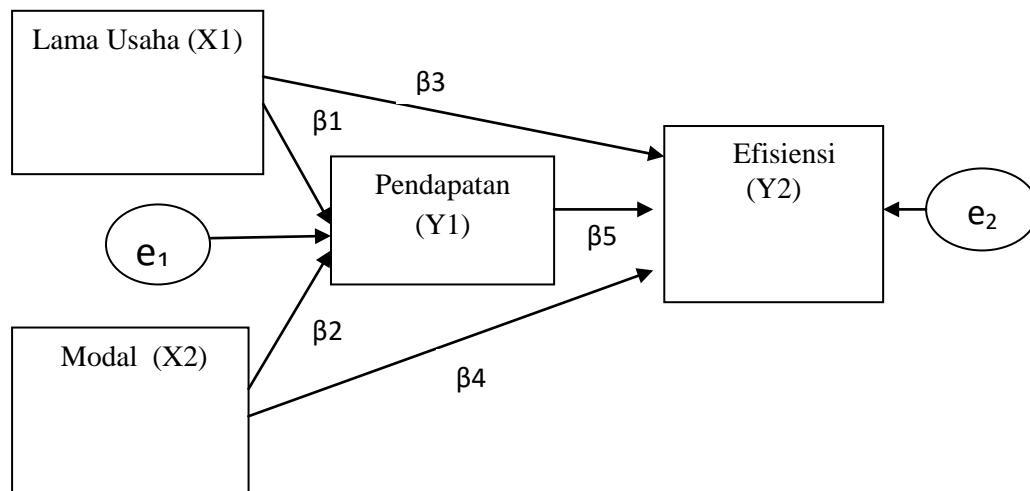 Lama Usaha (X1)
β3
β1
Efisiensi
(Y2)
Pendapatan
(Y1)
e₁
β5
e₂
β2
Modal (X2)
β4